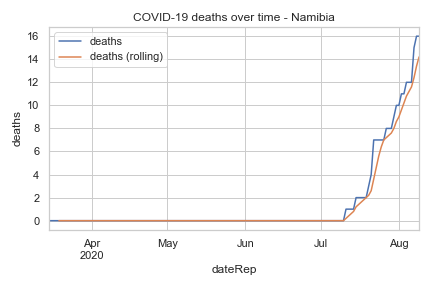 COVID-19 deaths over time - Namibia
deaths
deaths (rolling)
16
14
12
10
8
6
4
2
0
deaths
Apr
2020
May
Jun
Jul
Aug
dateRep